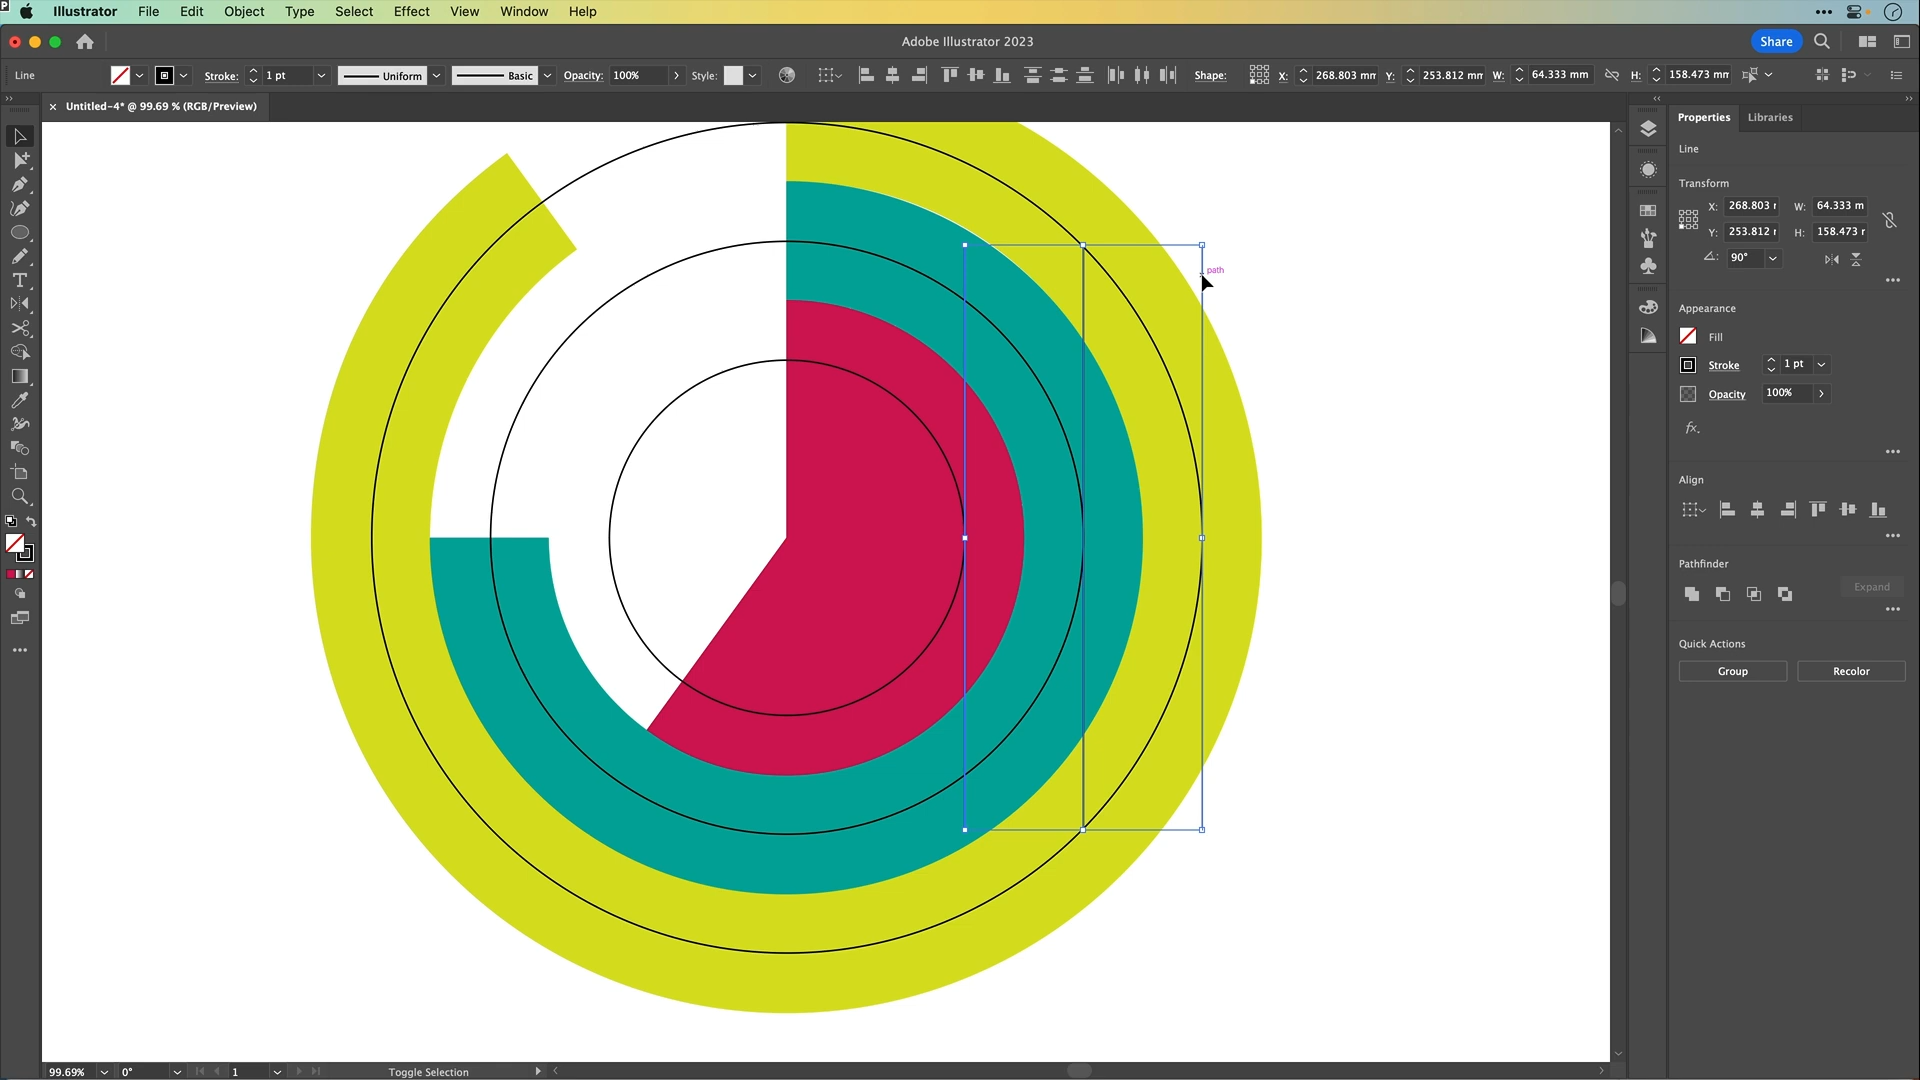 P
Illustrator File Edit Object Type Select Effect View Window Help
Adobe Illustrator 2023
Share
Line Stroke: 1 pt Uniform Basic Opacity: 100% Style: Shape: X: 268.803 mm Y: 253.812 mm W: 64.333 mm H: 158.473 mm
× Untitled-4* @ 99.69 % (RGB/Preview)
Properties Libraries
Line
Transform
X: 268.803 W: 64.333 m
Y: 253.812 H: 158.473
90°
path
Appearance
Fill
Stroke 1 pt
Opacity 100%
fx.
Align
Pathfinder
Expand
Quick Actions
Group Recolor
99.69% 0° 1 Toggle Selection